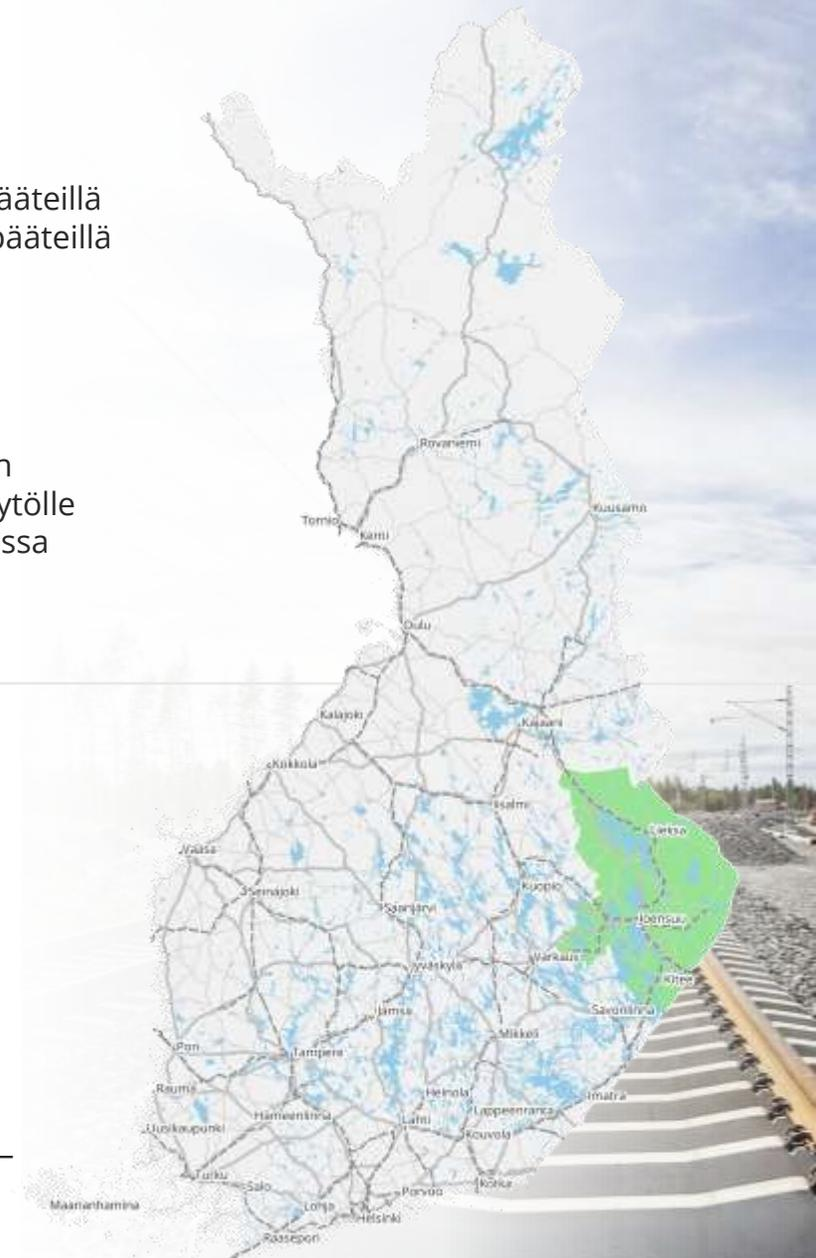 ääteillä
pääteillä
n
ytölle
ssa
Rovaniemi
Kuusamo
Tornio
Kemi
Oulu
Kajaani
Kalajoki
Kokkola
Iisalmi
Lieksa
Vaasa
Seinäjoki
Kuopio
Saarijärvi
Joensuu
Varkaus
Jyväskylä
Kitee
Savonlinna
Jämsä
Mikkeli
Pori
Tampere
Rauma
Heinola
Imatra
Hämeenlinna
Lappeenranta
Uusikaupunki
Lahti
Kouvola
Turku
Salo
Kotka
Porvoo
Maarianhamina
Lohja
Helsinki
Raasepori